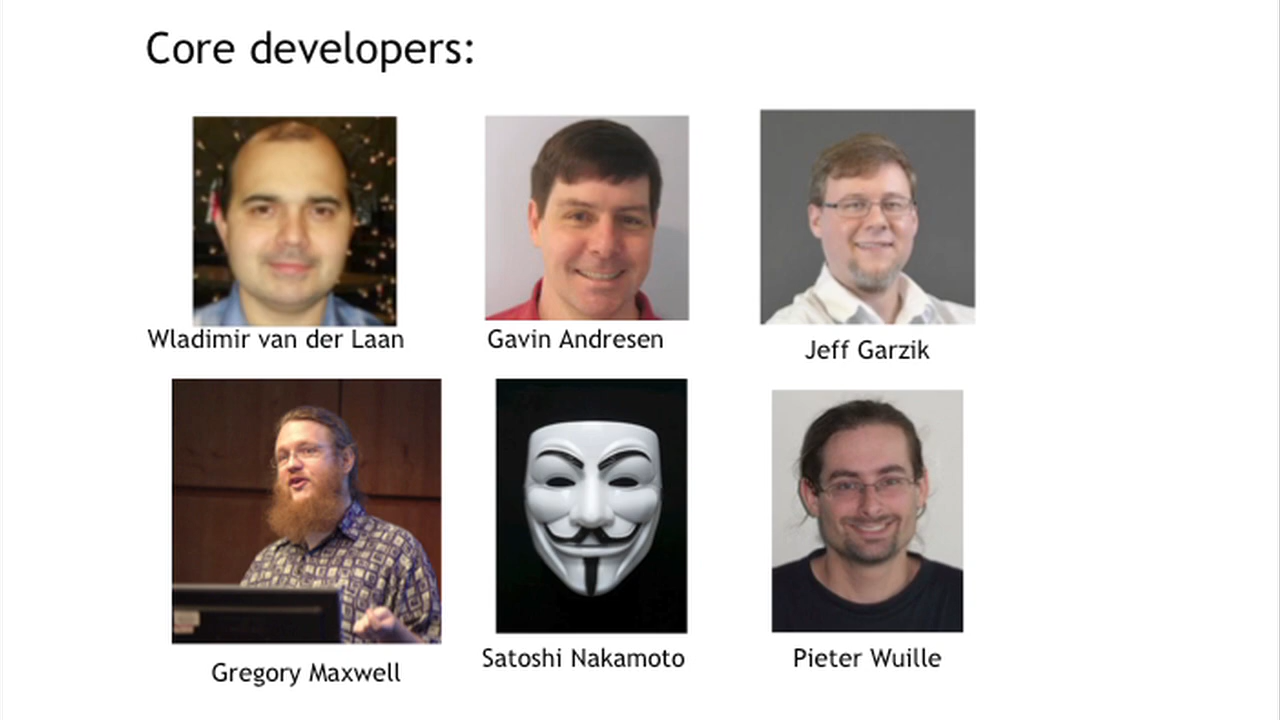 Core developers:
Wladimir van der Laan
Gavin Andresen
Jeff Garzik
Gregory Maxwell
Satoshi Nakamoto
Pieter Wuille